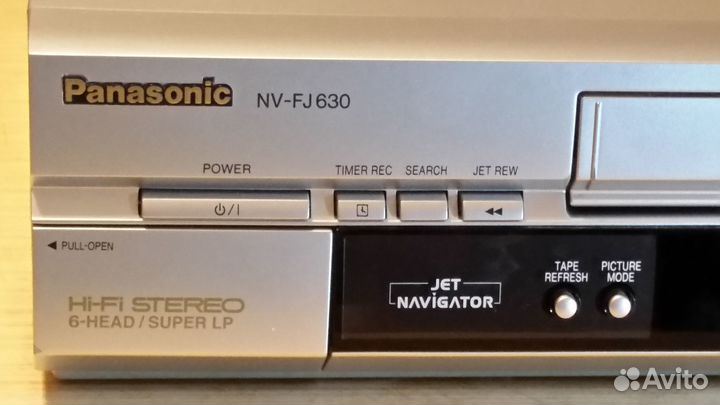 Panasonic NV-FJ630
POWER TIMER REC SEARCH JET REW
⏻/I ◀◀
◀ PULL-OPEN
TAPE REFRESH
PICTURE MODE
JET NAVIGATOR
Hi-Fi STEREO
6-HEAD/SUPER LP
Avito